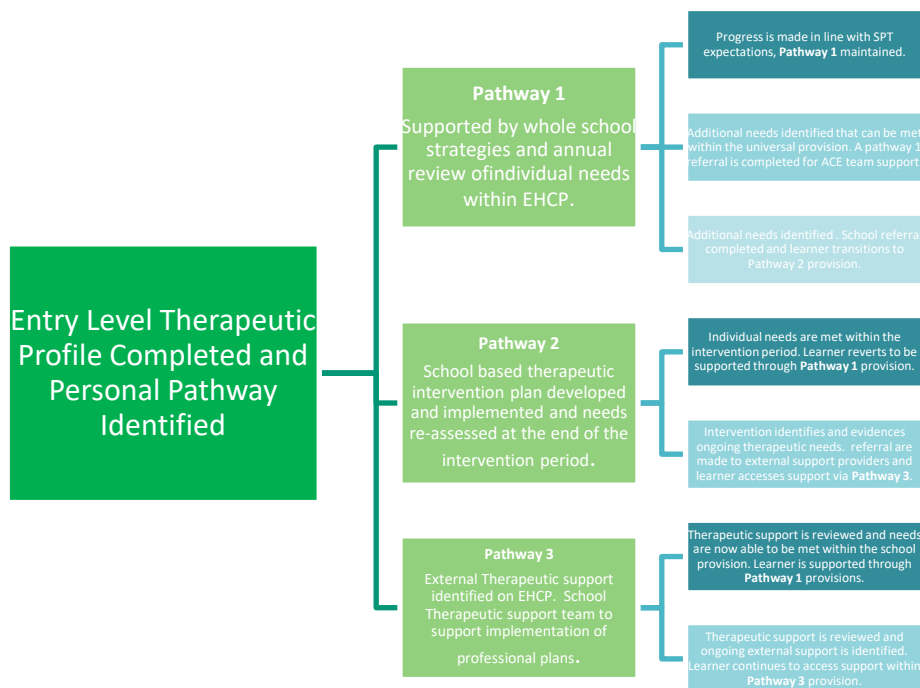 Entry Level Therapeutic
Profile Completed and
Personal Pathway
Identified
Pathway 1
Supported by whole school
strategies and annual
review ofindividual needs
within EHCP.
Progress is made in line with SPT
expectations, Pathway 1 maintained.
Additional needs identified that can be met
within the universal provision. A pathway 1
referral is completed for ACE team support
Additional needs identified . School referral
completed and learner transitions to
Pathway 2 provision.
Pathway 2
School based therapeutic
intervention plan developed
and implemented and needs
re-assessed at the end of the
intervention period.
Individual needs are met within the
intervention period. Learner reverts to be
supported through Pathway 1 provision.
Intervention identifies and evidences
ongoing therapeutic needs. referral are
made to external support providers and
learner accesses support via Pathway 3.
Pathway 3
External Therapeutic support
identified on EHCP. School
Therapeutic support team to
support implementation of
professional plans.
Therapeutic support is reviewed and needs
are now able to be met within the school
provision. Learner is supported through
Pathway 1 provisions.
Therapeutic support is reviewed and
ongoing external support is identified.
Learner continues to access support within
Pathway 3 provision.